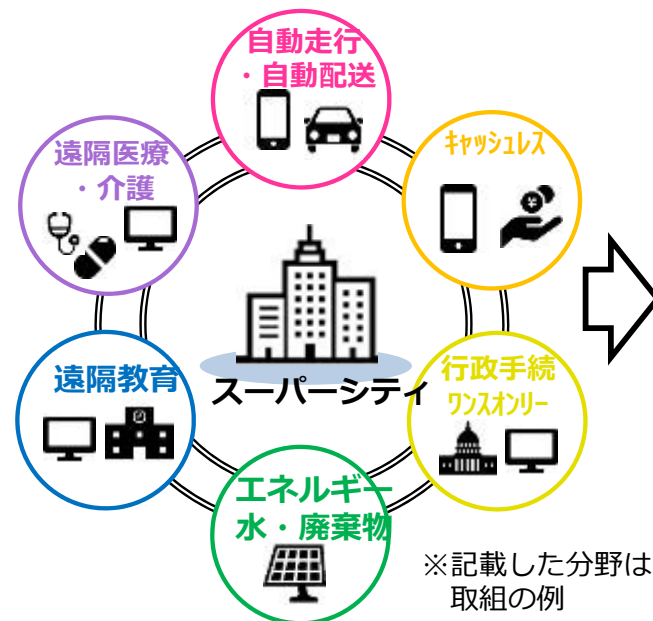 自動走行
・自動配送
キャッシュレス
遠隔医療
・介護
スーパーシティ
行政手続
ワンスオンリー
遠隔教育
エネルギー
水・廃棄物
※記載した分野は
取組の例